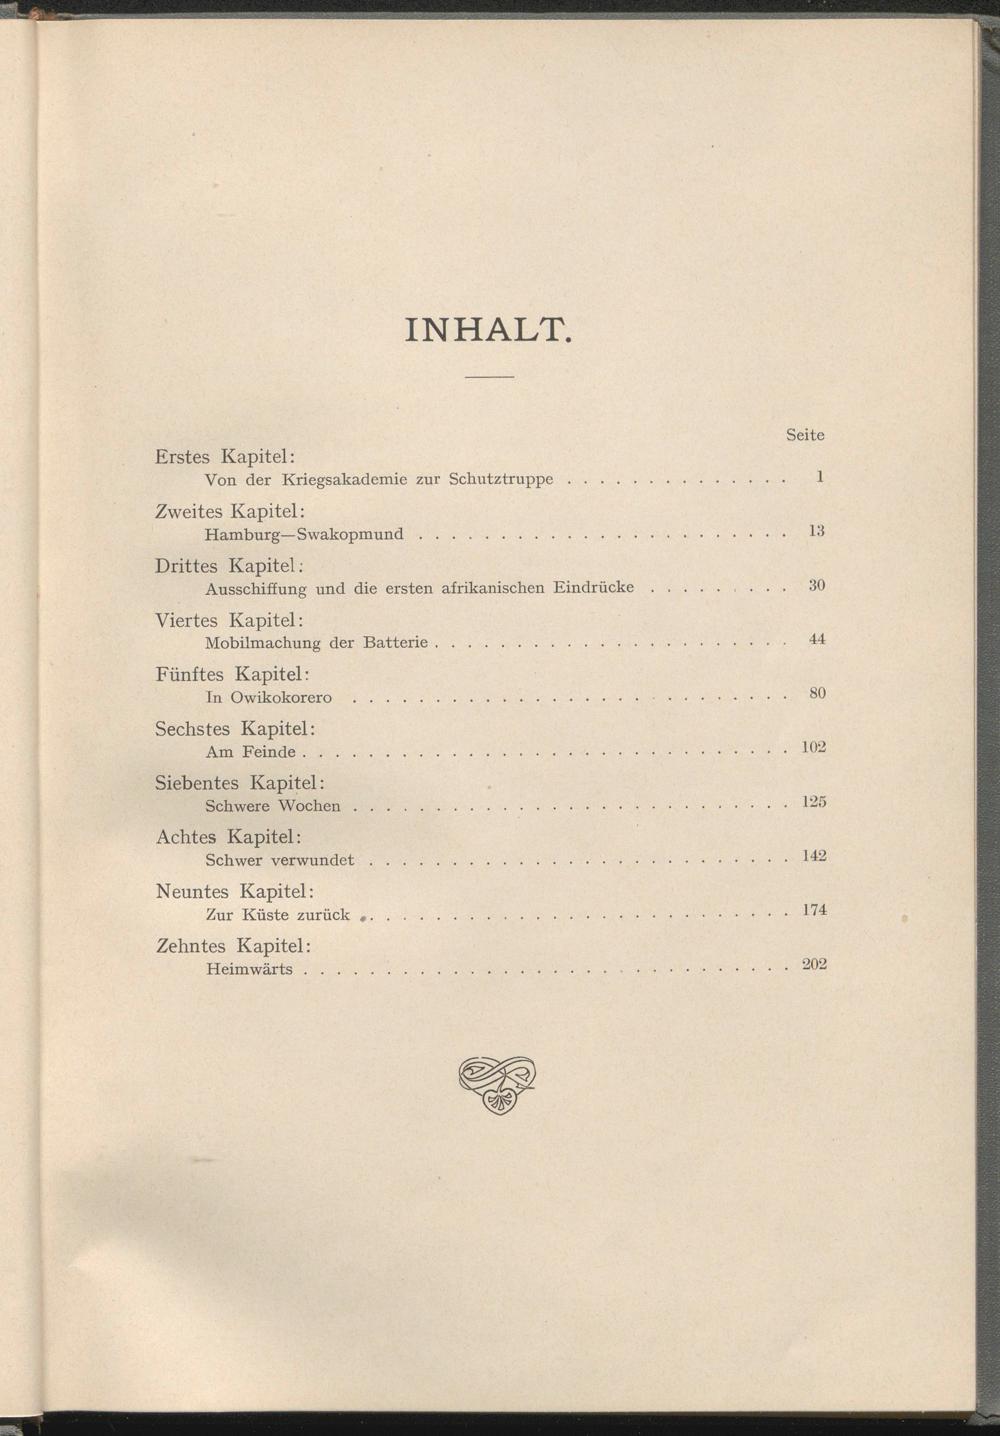 INHALT.
Seite
Erstes Kapitel:
Von der Kriegsakademie zur Schutztruppe . . . . . . . . . . . . . . 1
Zweites Kapitel:
Hamburg—Swakopmund . . . . . . . . . . . . . . . . . . . . . . . 13
Drittes Kapitel:
Ausschiffung und die ersten afrikanischen Eindrücke . . . . . . . . . 30
Viertes Kapitel:
Mobilmachung der Batterie . . . . . . . . . . . . . . . . . . . . . . 44
Fünftes Kapitel:
In Owikokorero . . . . . . . . . . . . . . . . . . . . . . . . . . . 80
Sechstes Kapitel:
Am Feinde . . . . . . . . . . . . . . . . . . . . . . . . . . . . . . 102
Siebentes Kapitel:
Schwere Wochen . . . . . . . . . . . . . . . . . . . . . . . . . . . 125
Achtes Kapitel:
Schwer verwundet . . . . . . . . . . . . . . . . . . . . . . . . . . 142
Neuntes Kapitel:
Zur Küste zurück . . . . . . . . . . . . . . . . . . . . . . . . . . . 174
Zehntes Kapitel:
Heimwärts . . . . . . . . . . . . . . . . . . . . . . . . . . . . . . 202